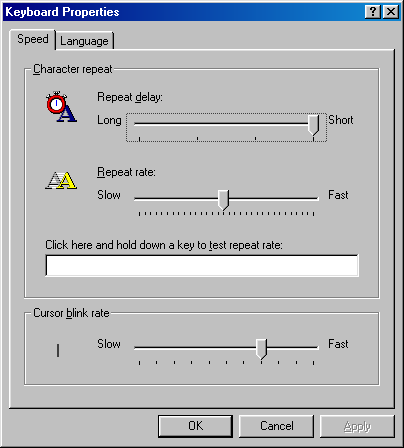 Keyboard Properties
Speed Language
Character repeat
Repeat delay:
Long Short
Repeat rate:
Slow Fast
Click here and hold down a key to test repeat rate:
Cursor blink rate
Slow Fast
OK Cancel Apply